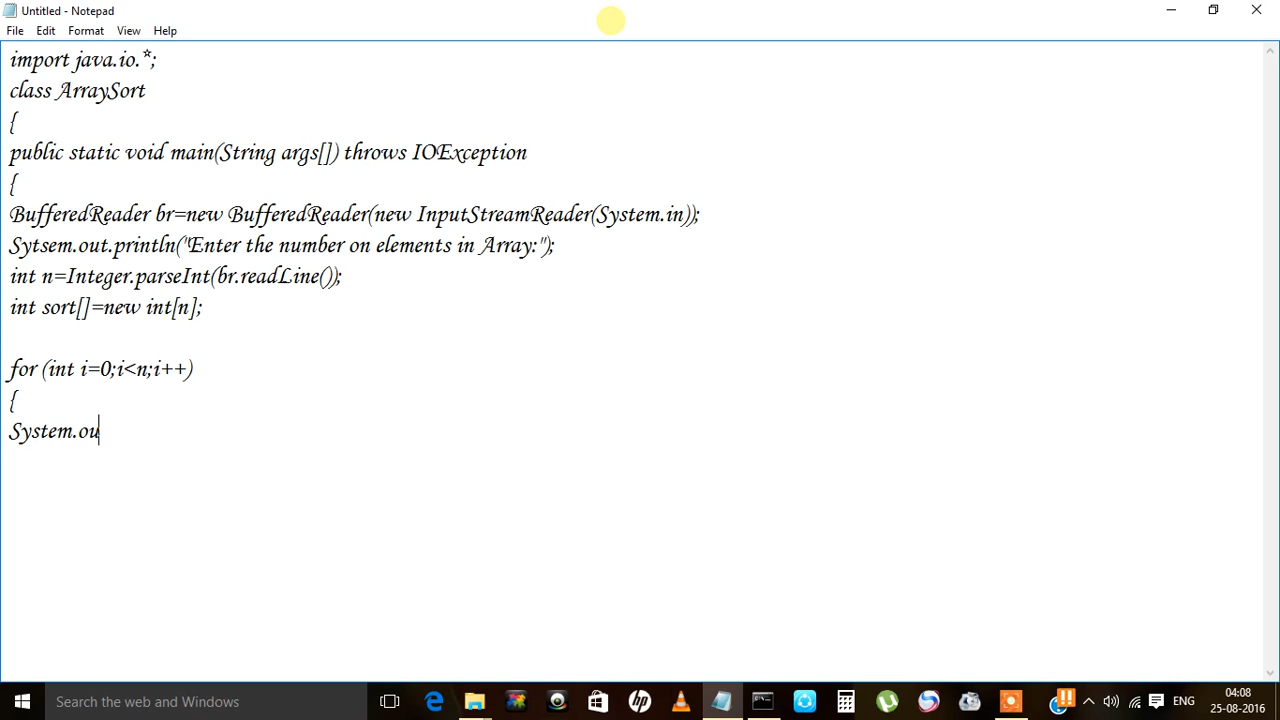 Untitled - Notepad
File Edit Format View Help
import java.io.*;
class ArraySort
{
public static void main(String args[]) throws IOException
{
BufferedReader br=new BufferedReader(new InputStreamReader(System.in));
Sytsem.out.println("Enter the number on elements in Array:");
int n=Integer.parseInt(br.readLine());
int sort[]=new int[n];
for (int i=0;i<n;i++)
{
System.ou
Search the web and Windows
hp
ENG
04:08
25-08-2016